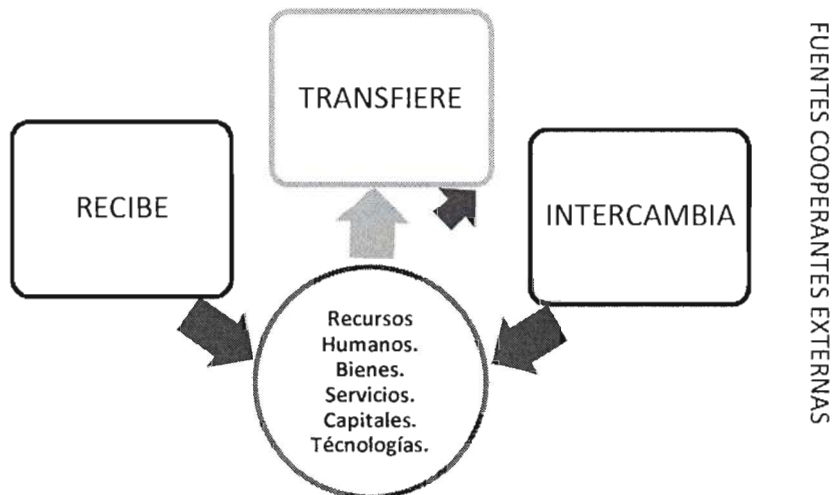 TRANSFIERE
RECIBE
INTERCAMBIA
Recursos
Humanos.
Bienes.
Servicios.
Capitales.
Técnologías.
FUENTES COOPERANTES EXTERNAS